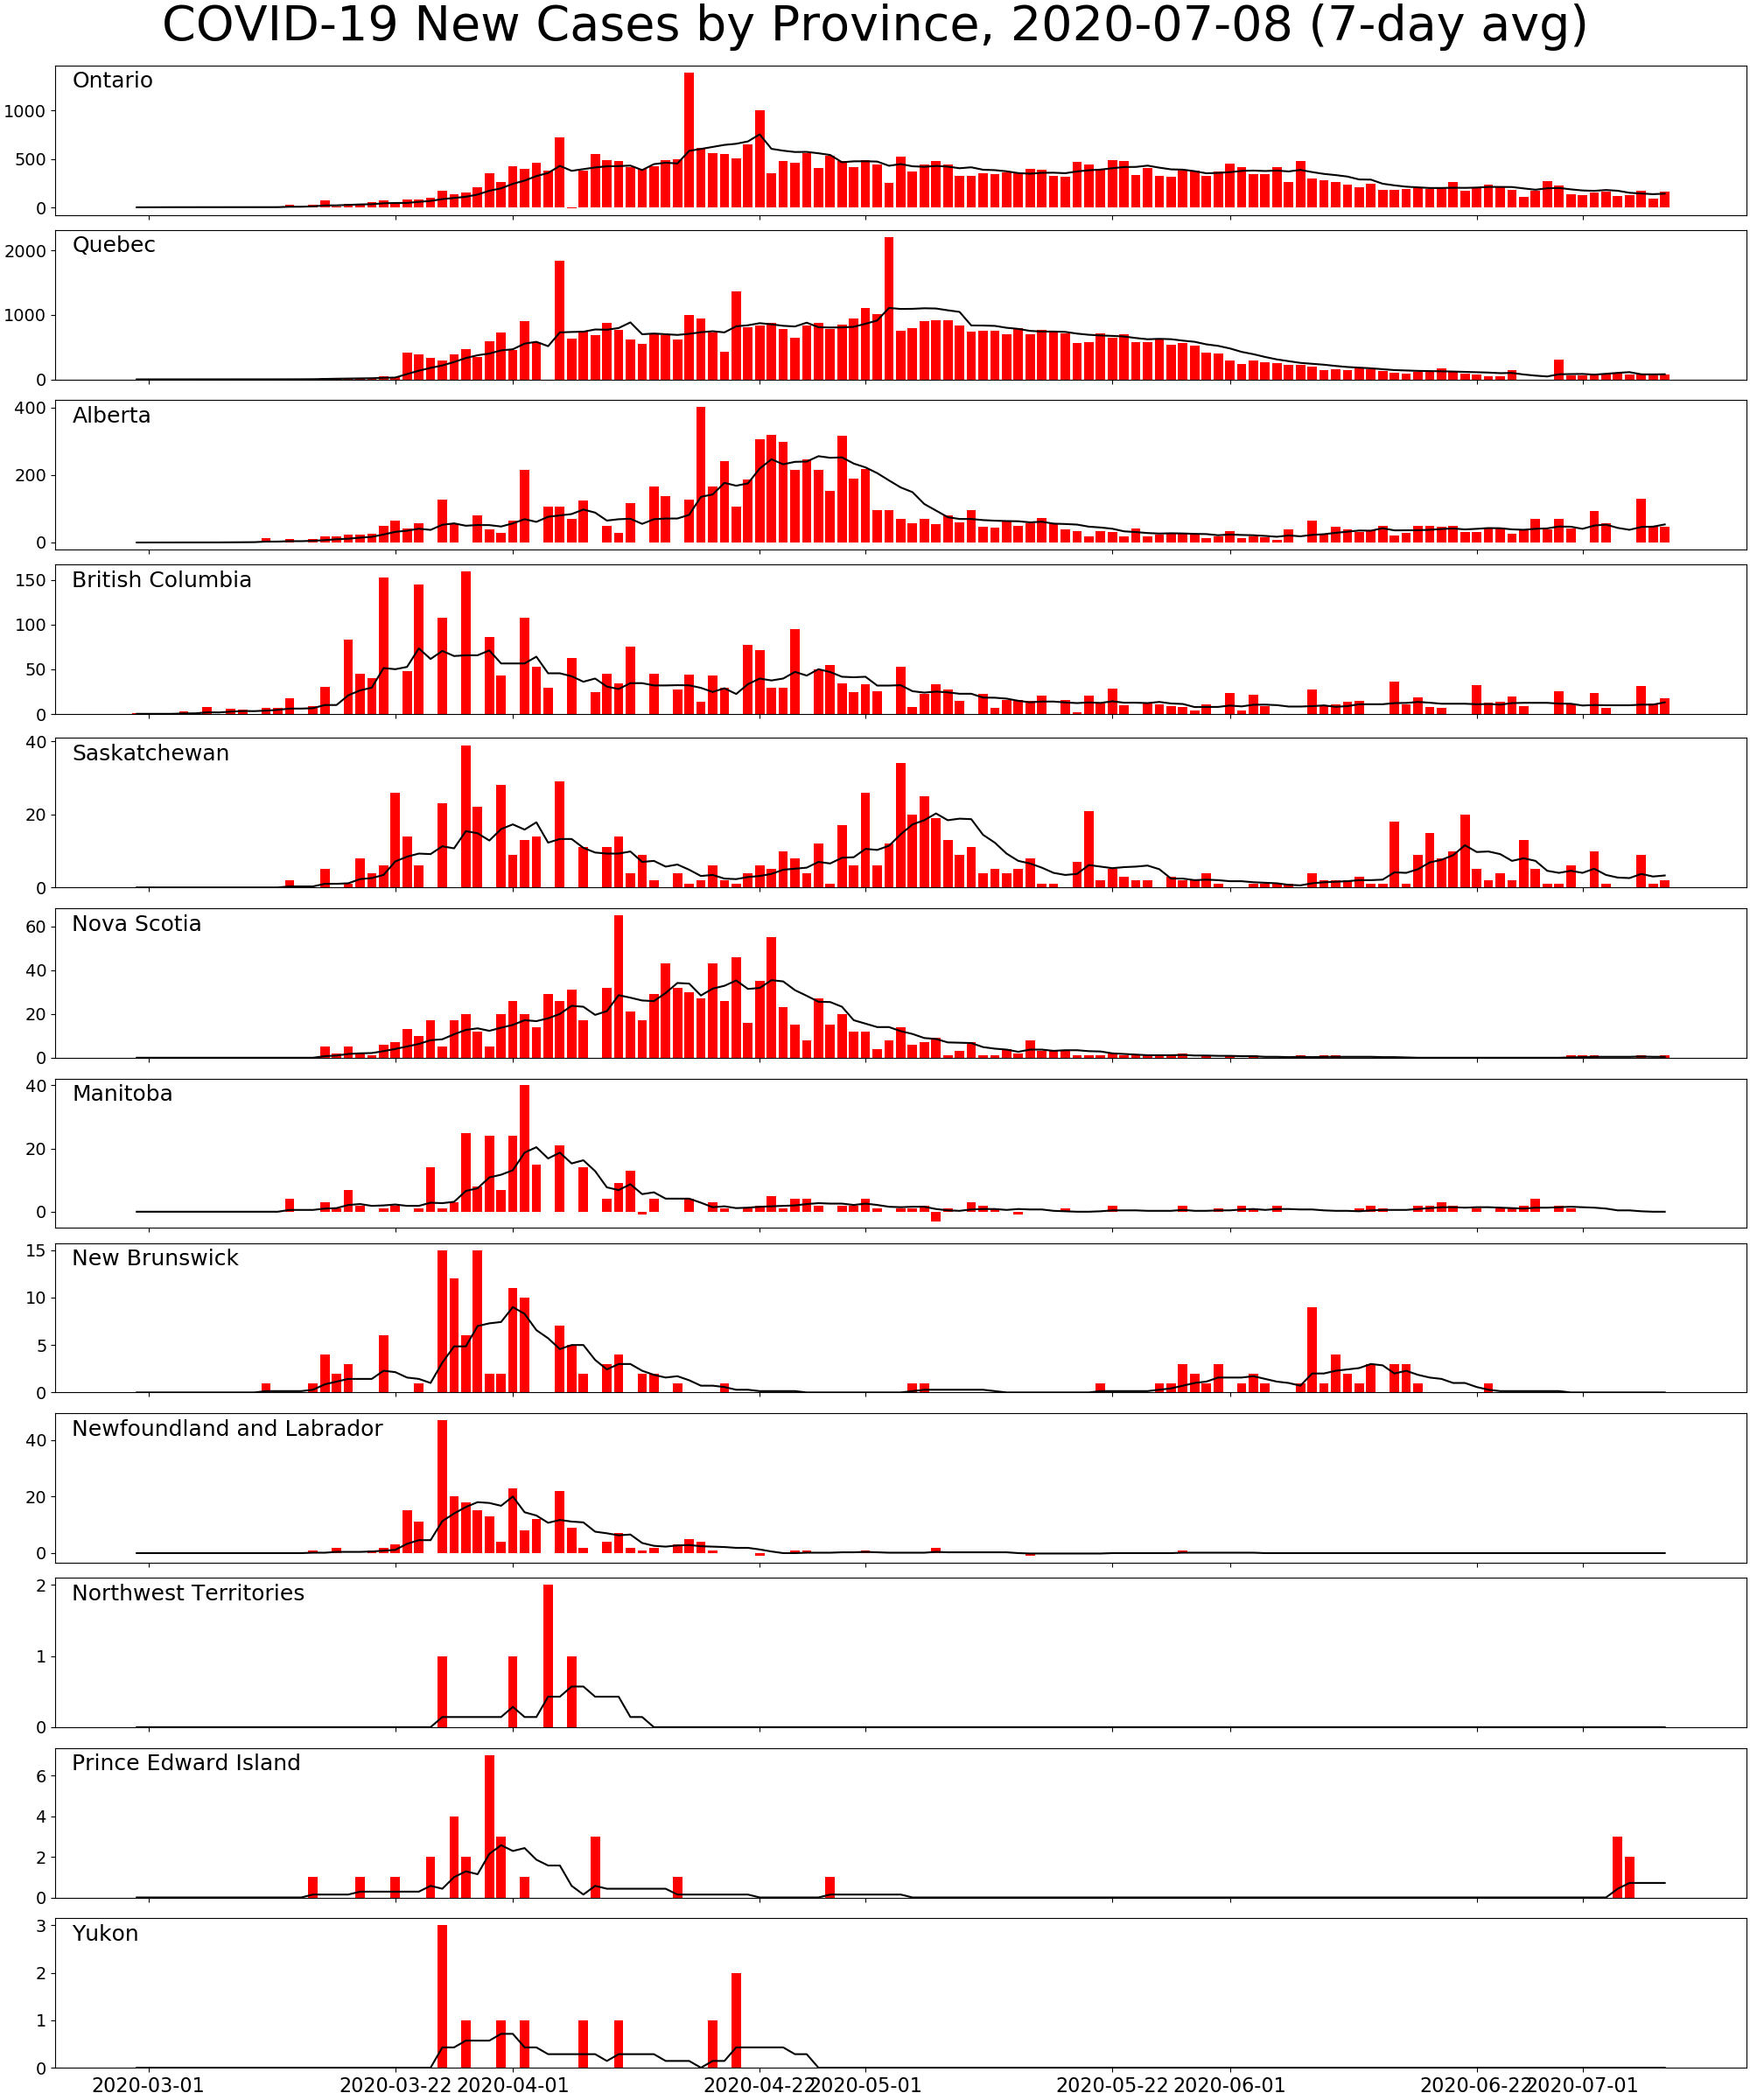 COVID-19 New Cases by Province, 2020-07-08 (7-day avg)
Ontario
1000
500
0
Quebec
2000
1000
0
Alberta
400
200
0
British Columbia
150
100
50
0
Saskatchewan
40
20
0
Nova Scotia
60
40
20
0
Manitoba
40
20
0
New Brunswick
15
10
5
0
Newfoundland and Labrador
40
20
0
Northwest Territories
2
1
0
Prince Edward Island
6
4
2
0
Yukon
3
2
1
0
2020-03-01 2020-03-22 2020-04-01 2020-04-22 2020-05-01 2020-05-22 2020-06-01 2020-06-22 2020-07-01